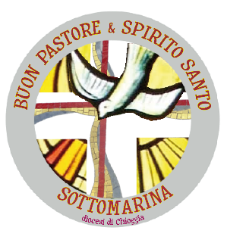 BUON PASTORE & SPIRITO SANTO
SOTTOMARINA
diocesi di Chioggia